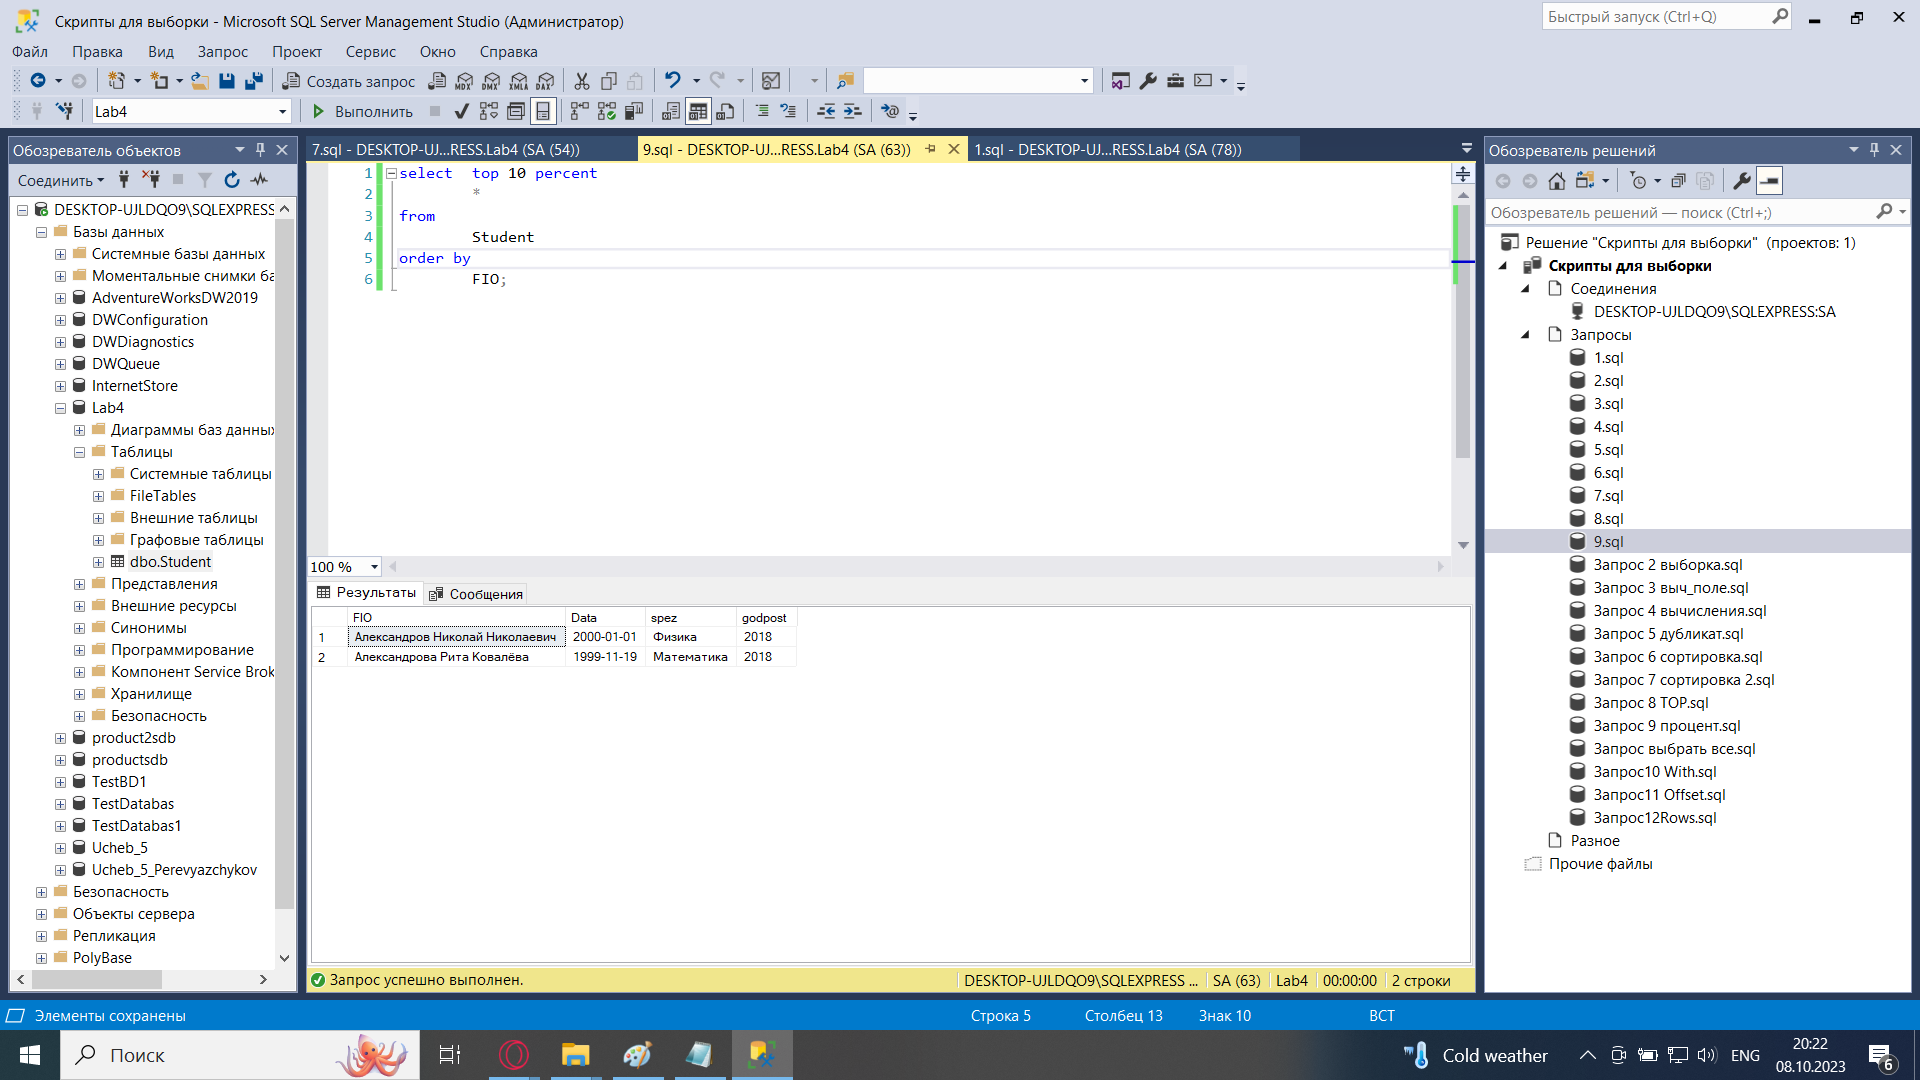 Скрипты для выборки - Microsoft SQL Server Management Studio (Администратор)
Быстрый запуск (Ctrl+Q)
Файл Правка Вид Запрос Проект Сервис Окно Справка
Создать запрос
MDX DMX XMLA DAX
Lab4
Выполнить
Обозреватель объектов
Соединить
DESKTOP-UJLDQO9\SQLEXPRESS
Базы данных
Системные базы данных
Моментальные снимки ба
AdventureWorksDW2019
DWConfiguration
DWDiagnostics
DWQueue
InternetStore
Lab4
Диаграммы баз данных
Таблицы
Системные таблицы
FileTables
Внешние таблицы
Графовые таблицы
dbo.Student
Представления
Внешние ресурсы
Синонимы
Программирование
Компонент Service Brok
Хранилище
Безопасность
product2sdb
productsdb
TestBD1
TestDatabas
TestDatabas1
Ucheb_5
Ucheb_5_Perevyazchykov
Безопасность
Объекты сервера
Репликация
PolyBase
7.sql - DESKTOP-UJ...RESS.Lab4 (SA (54))
9.sql - DESKTOP-UJ...RESS.Lab4 (SA (63))
1.sql - DESKTOP-UJ...RESS.Lab4 (SA (78))
1 select top 10 percent
2 *
3 from
4 Student
5 order by
6 FIO;
100 %
Результаты Сообщения
FIO Data spez godpost
1 Александров Николай Николаевич 2000-01-01 Физика 2018
2 Александрова Рита Ковалёва 1999-11-19 Математика 2018
Запрос успешно выполнен.
DESKTOP-UJLDQO9\SQLEXPRESS ... SA (63) Lab4 00:00:00 2 строки
Обозреватель решений
Обозреватель решений — поиск (Ctrl+;)
Решение "Скрипты для выборки" (проектов: 1)
Скрипты для выборки
Соединения
DESKTOP-UJLDQO9\SQLEXPRESS:SA
Запросы
1.sql
2.sql
3.sql
4.sql
5.sql
6.sql
7.sql
8.sql
9.sql
Запрос 2 выборка.sql
Запрос 3 выч_поле.sql
Запрос 4 вычисления.sql
Запрос 5 дубликат.sql
Запрос 6 сортировка.sql
Запрос 7 сортировка 2.sql
Запрос 8 TOP.sql
Запрос 9 процент.sql
Запрос выбрать все.sql
Запрос10 With.sql
Запрос11 Offset.sql
Запрос12Rows.sql
Разное
Прочие файлы
Элементы сохранены
Строка 5 Столбец 13 Знак 10 ВСТ
Поиск
Cold weather
ENG
20:22
08.10.2023
6